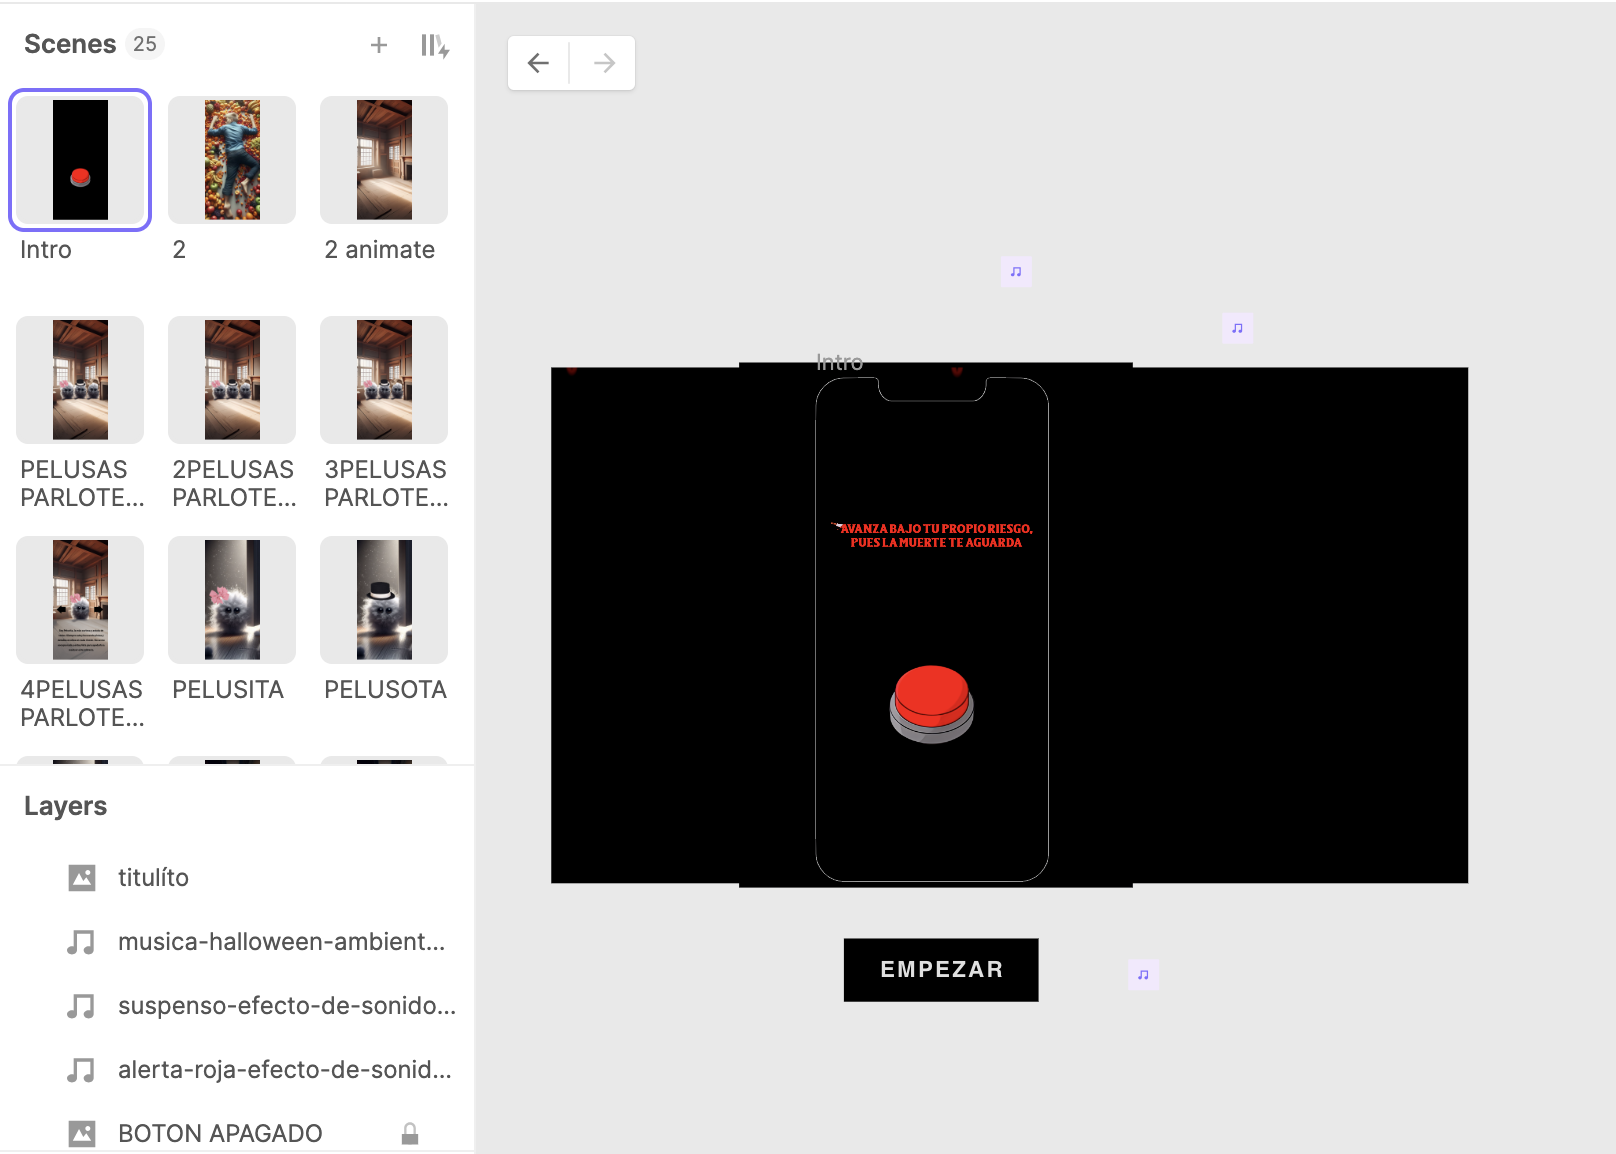 Scenes 25
Intro
2
2 animate
PELUSAS
PARLOTE...
2PELUSAS
PARLOTE...
3PELUSAS
PARLOTE...
4PELUSAS
PARLOTE...
PELUSITA
PELUSOTA
Layers
titulíto
musica-halloween-ambient...
suspenso-efecto-de-sonido...
alerta-roja-efecto-de-sonid...
BOTON APAGADO
Intro
AVANZA BAJO TU PROPIO RIESGO,
PUES LA MUERTE TE AGUARDA
EMPEZAR